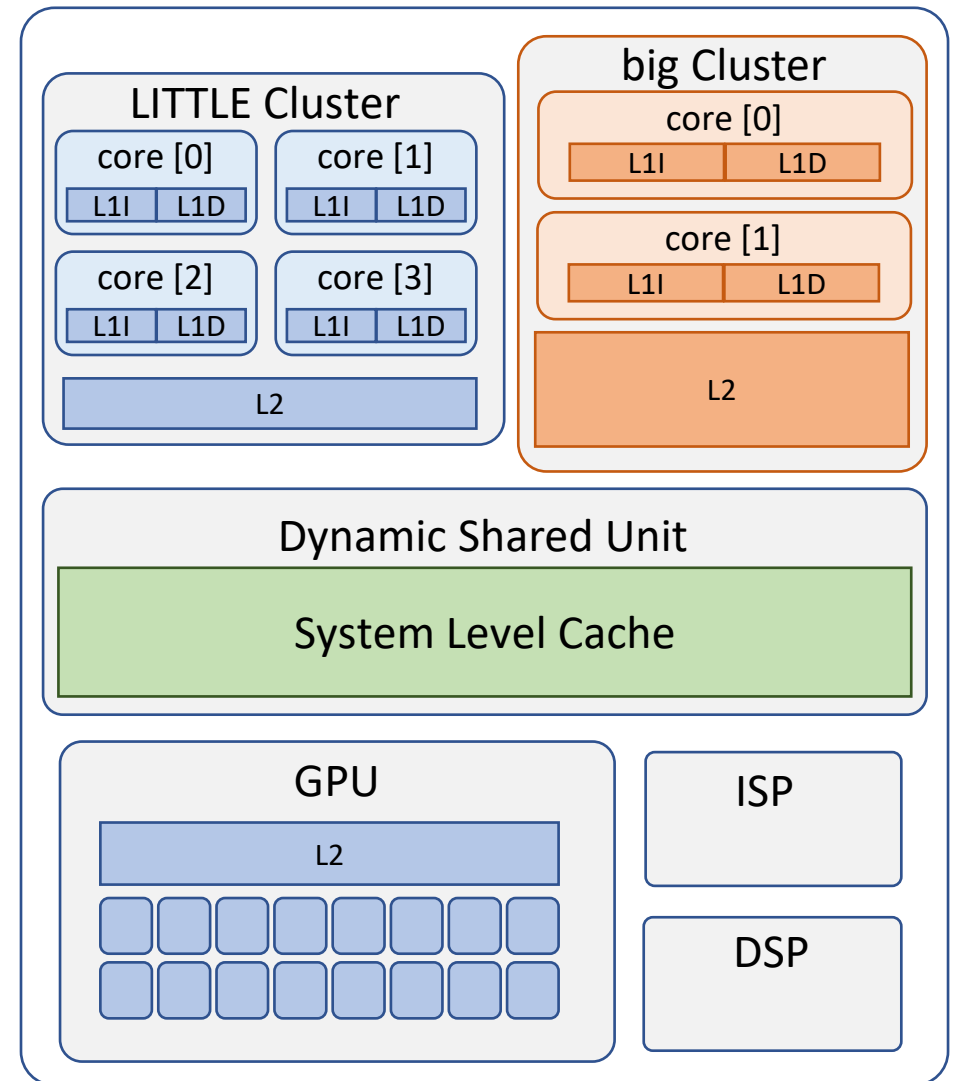 LITTLE Cluster
core [0]
L1I L1D
core [1]
L1I L1D
core [2]
L1I L1D
core [3]
L1I L1D
L2
big Cluster
core [0]
L1I L1D
core [1]
L1I L1D
L2
Dynamic Shared Unit
System Level Cache
GPU
L2
ISP
DSP